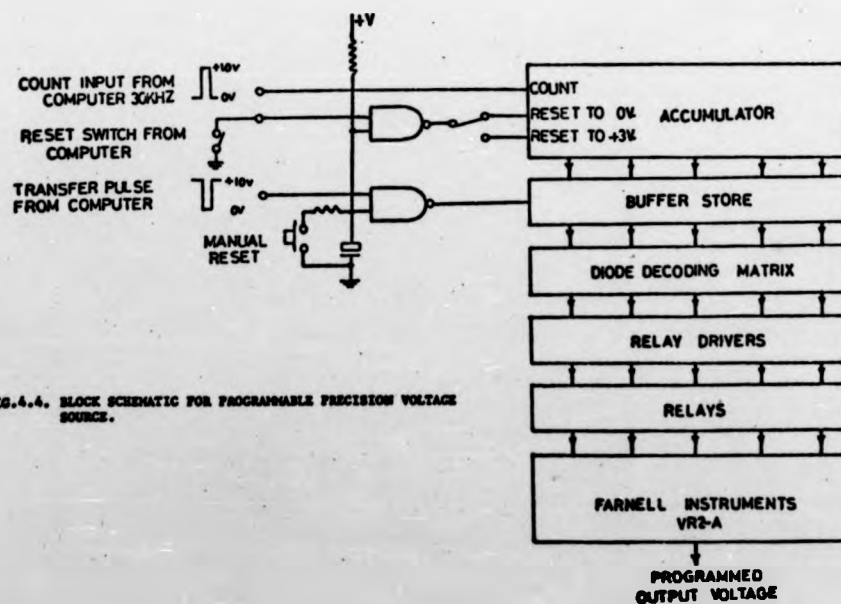 +V
+10V
0V
COUNT INPUT FROM
COMPUTER 30KHZ
RESET SWITCH FROM
COMPUTER
TRANSFER PULSE
FROM COMPUTER
+10V
0V
MANUAL
RESET
COUNT
RESET TO 0V
RESET TO +3V
ACCUMULATOR
BUFFER STORE
DIODE DECODING MATRIX
RELAY DRIVERS
RELAYS
FARNELL INSTRUMENTS
VR2-A
PROGRAMMED
OUTPUT VOLTAGE
G.4.4. BLOCK SCHEMATIC FOR PROGRAMMABLE PRECISION VOLTAGE
SOURCE.